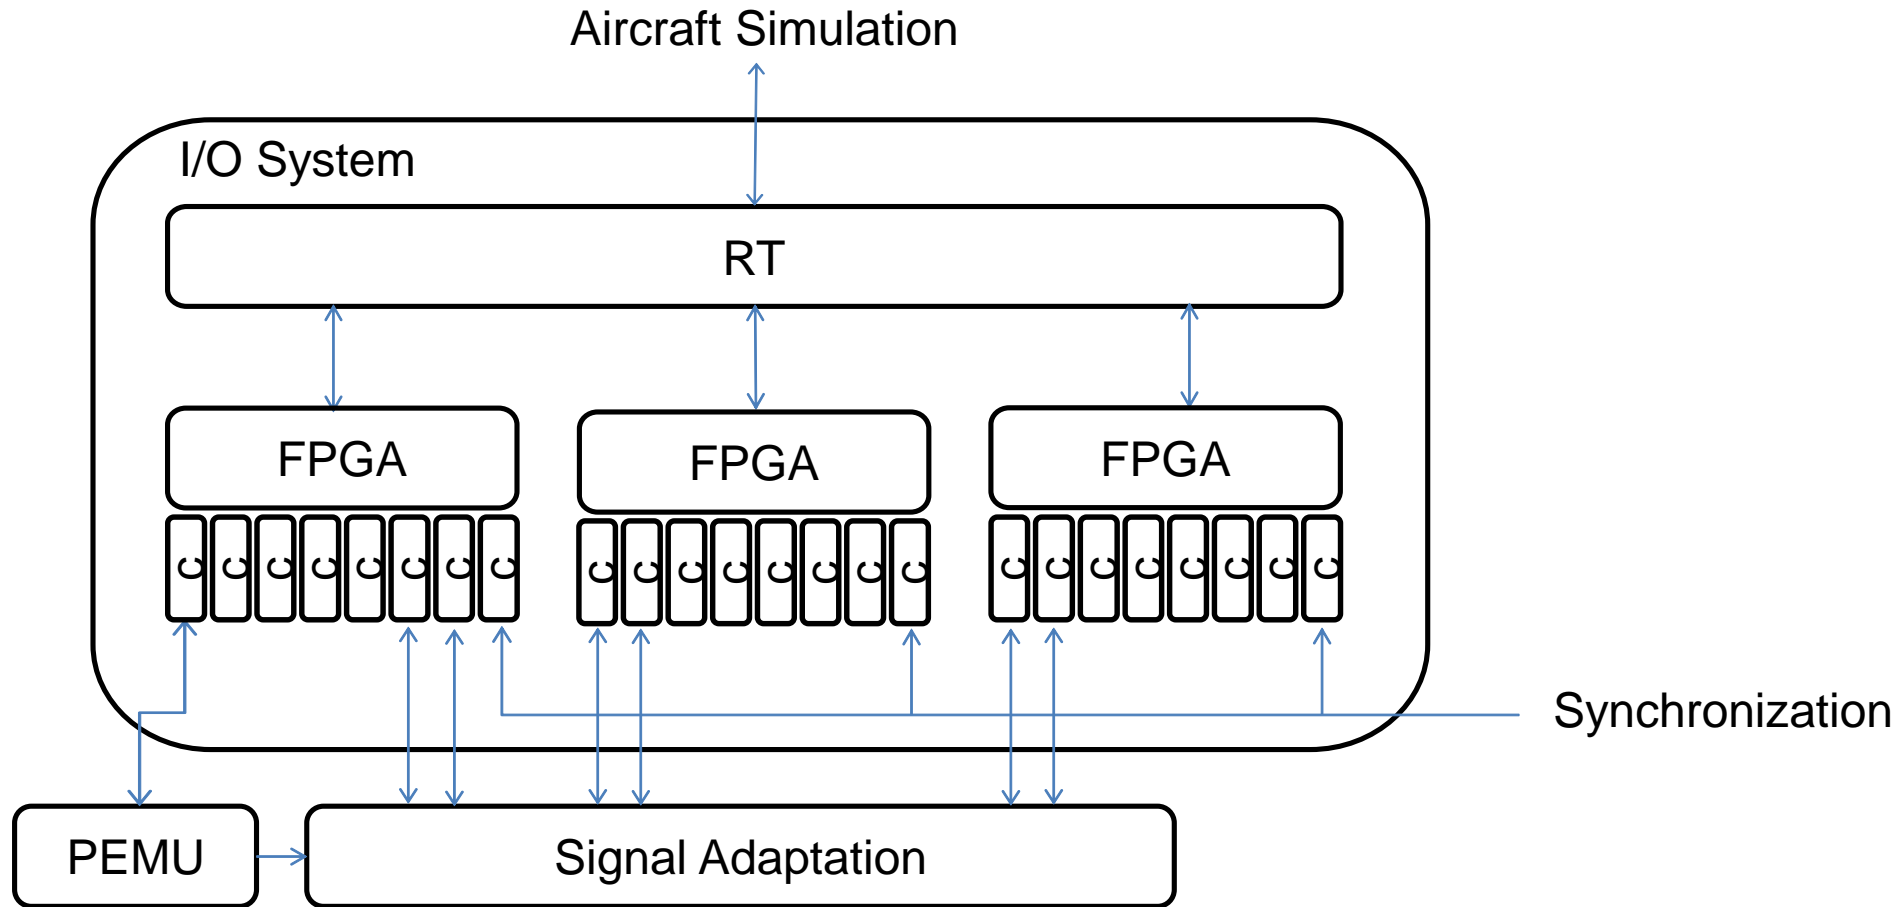 Aircraft Simulation
I/O System
RT
FPGA FPGA FPGA
C C C C C C C C C C C C C C C C C C C C C C C C
Synchronization
PEMU Signal Adaptation